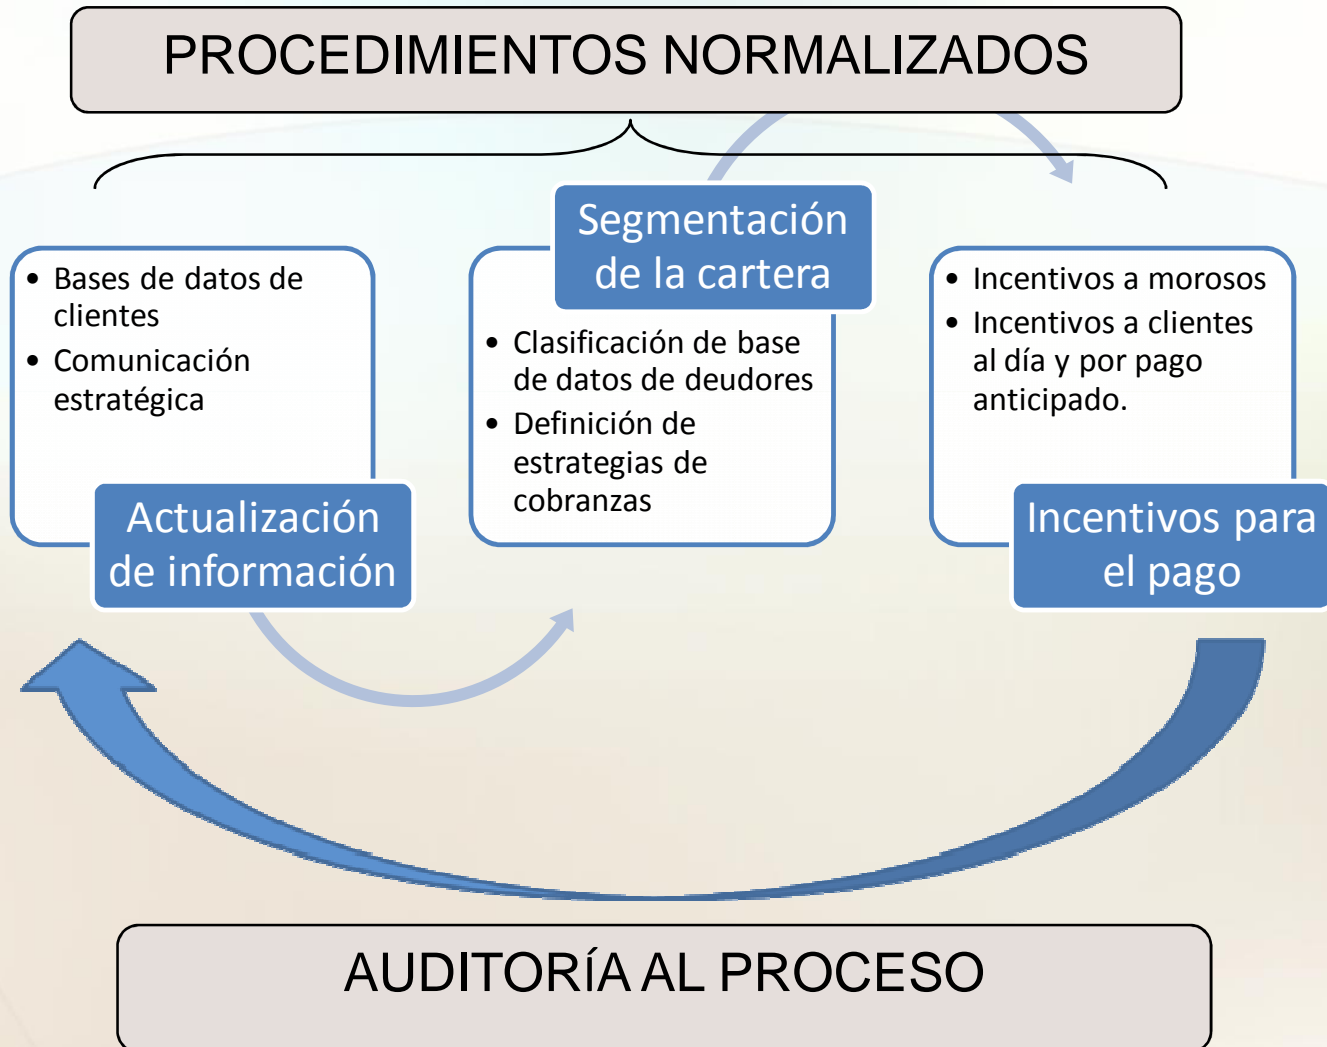 PROCEDIMIENTOS NORMALIZADOS
• Bases de datos de
clientes
• Comunicación
estratégica
Actualización
de información
Segmentación
de la cartera
• Clasificación de base
de datos de deudores
• Definición de
estrategias de
cobranzas
• Incentivos a morosos
• Incentivos a clientes
al día y por pago
anticipado.
Incentivos para
el pago
AUDITORÍA AL PROCESO